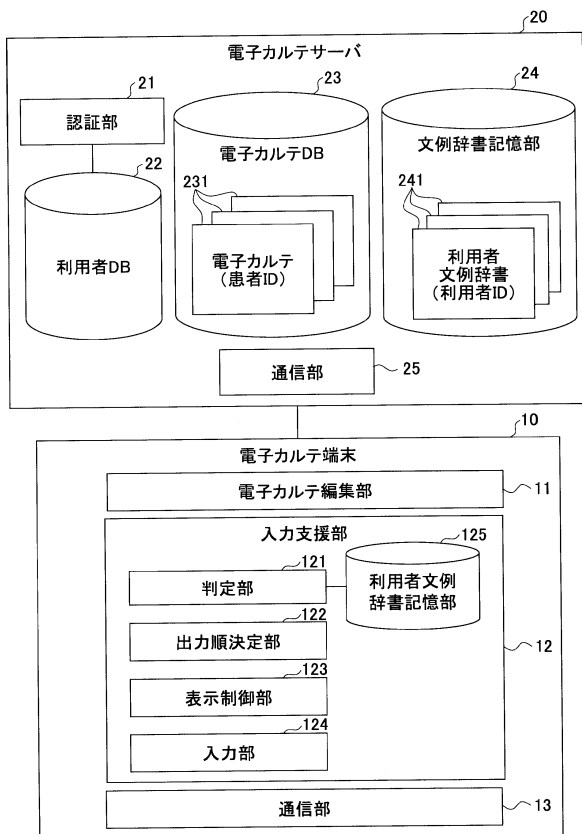 20
電子カルテサーバ
21
認証部
22
利用者DB
23
電子カルテDB
231
電子カルテ
(患者ID)
24
文例辞書記憶部
241
利用者
文例辞書
(利用者ID)
通信部
25
10
電子カルテ端末
電子カルテ編集部
11
入力支援部
121
判定部
125
利用者文例
辞書記憶部
122
出力順決定部
12
123
表示制御部
124
入力部
通信部
13